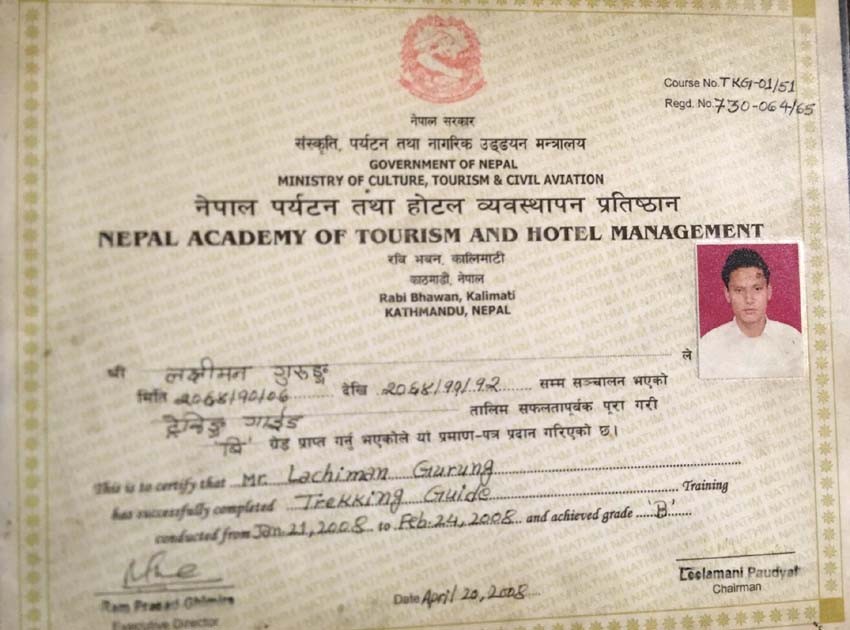 Course No. TKG-01/51
Regd. No. 730-064/65
नेपाल सरकार
संस्कृति, पर्यटन तथा नागरिक उड्डयन मन्त्रालय
GOVERNMENT OF NEPAL
MINISTRY OF CULTURE, TOURISM & CIVIL AVIATION
नेपाल पर्यटन तथा होटल व्यवस्थापन प्रतिष्ठान
NEPAL ACADEMY OF TOURISM AND HOTEL MANAGEMENT
रवि भवन, कालिमाटी
काठमाडौं, नेपाल
Rabi Bhawan, Kalimati
KATHMANDU, NEPAL
श्री लक्षीमन गुरुङ्ग ले
मिति २०६४/१०/०६ देखि २०६४/११/१२ सम्म सञ्चालन भएको
ट्रेकिङ्ग गाईड तालिम सफलतापूर्वक पूरा गरी
'बि' ग्रेड प्राप्त गर्नु भएकोले यो प्रमाण-पत्र प्रदान गरिएको छ।
This is to certify that Mr. Lachiman Gurung
has successfully completed Trekking Guide Training
conducted from Jan. 21, 2008 to Feb. 24, 2008 and achieved grade 'B'
Ram Prasad Ghimire
Executive Director
Date April 20, 2008
Leelamani Paudyal
Chairman